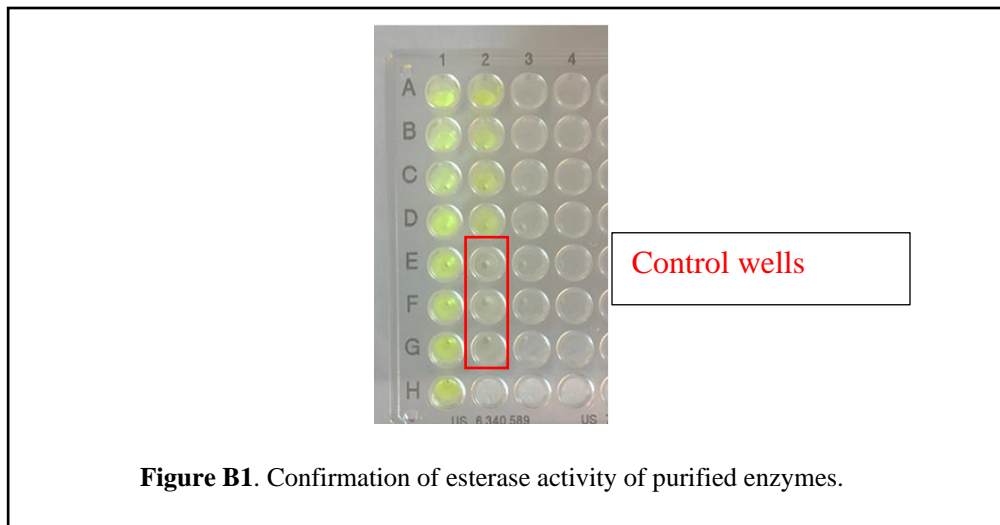 1 2 3 4
A
B
C
D
E
F
G
H
Control wells
US 6 340 589 US
Figure B1. Confirmation of esterase activity of purified enzymes.